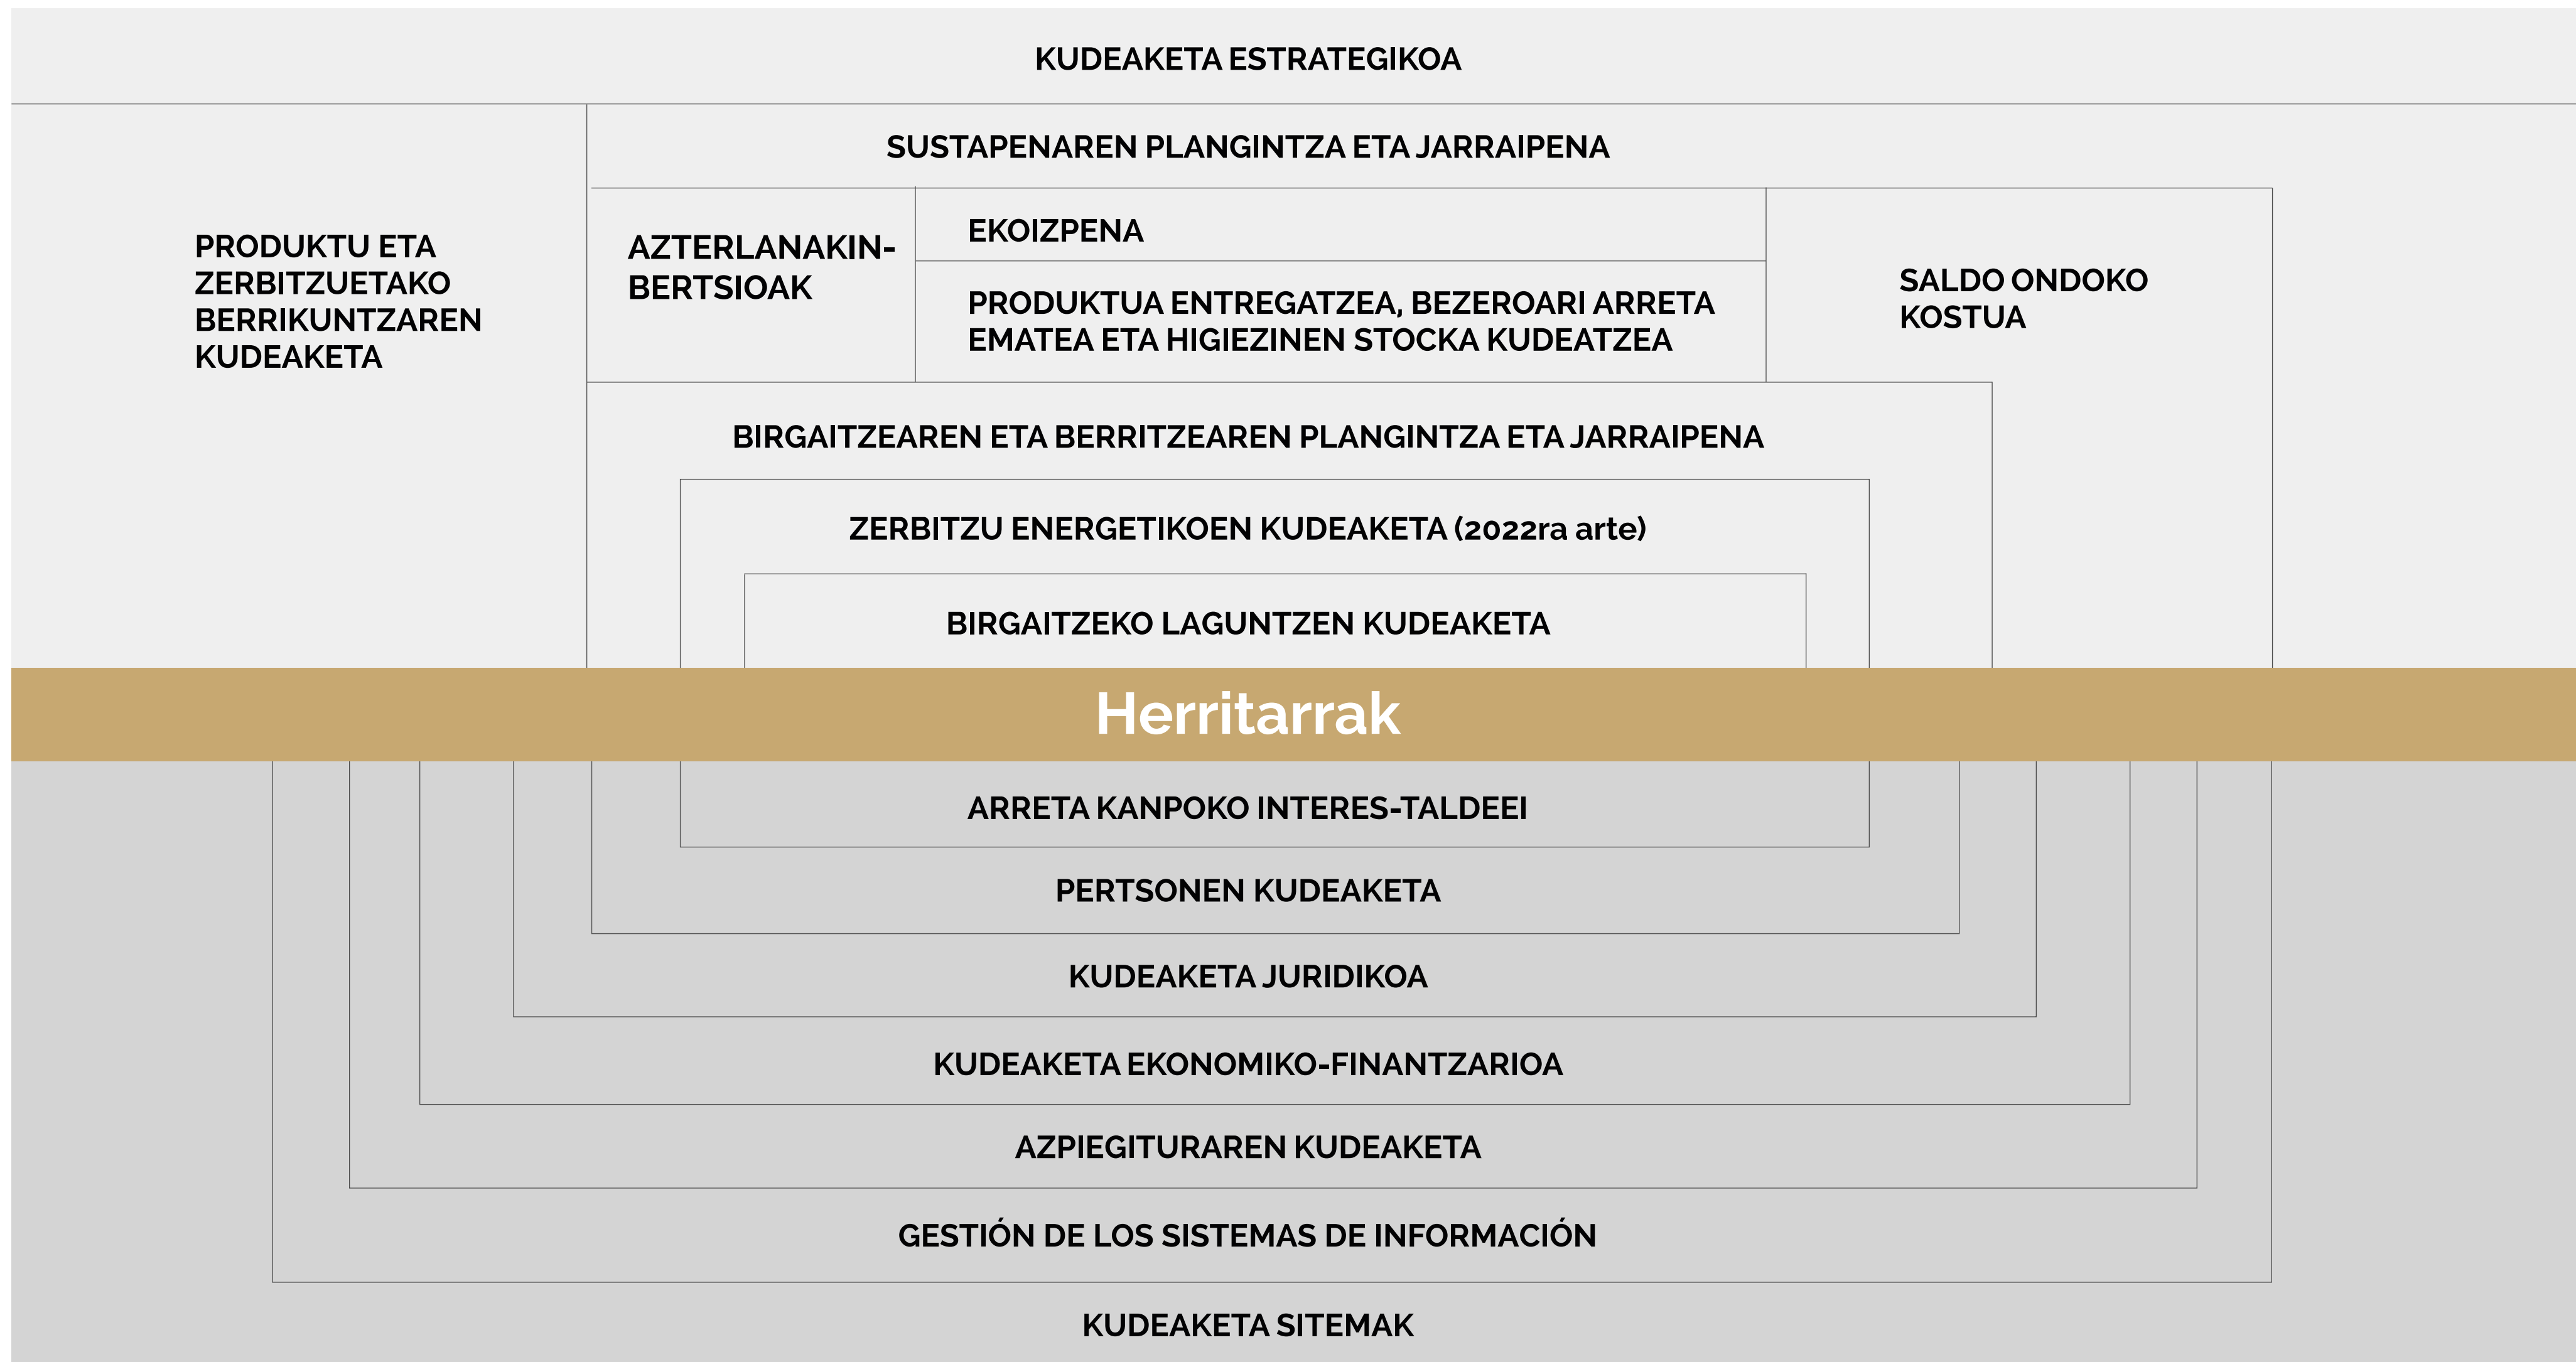 KUDEAKETA ESTRATEGIKOA
SUSTAPENAREN PLANGINTZA ETA JARRAIPENA
PRODUKTU ETA
ZERBITZUETAKO
BERRIKUNTZAREN
KUDEAKETA
AZTERLANAKIN-
BERTSIOAK
EKOIZPENA
PRODUKTUA ENTREGATZEA, BEZEROARI ARRETA
EMATEA ETA HIGIEZINEN STOCKA KUDEATZEA
SALDO ONDOKO
KOSTUA
BIRGAITZEAREN ETA BERRITZEAREN PLANGINTZA ETA JARRAIPENA
ZERBITZU ENERGETIKOEN KUDEAKETA (2022ra arte)
BIRGAITZEKO LAGUNTZEN KUDEAKETA
Herritarrak
ARRETA KANPOKO INTERES-TALDEEI
PERTSONEN KUDEAKETA
KUDEAKETA JURIDIKOA
KUDEAKETA EKONOMIKO-FINANTZARIOA
AZPIEGITURAREN KUDEAKETA
GESTIÓN DE LOS SISTEMAS DE INFORMACIÓN
KUDEAKETA SITEMAK